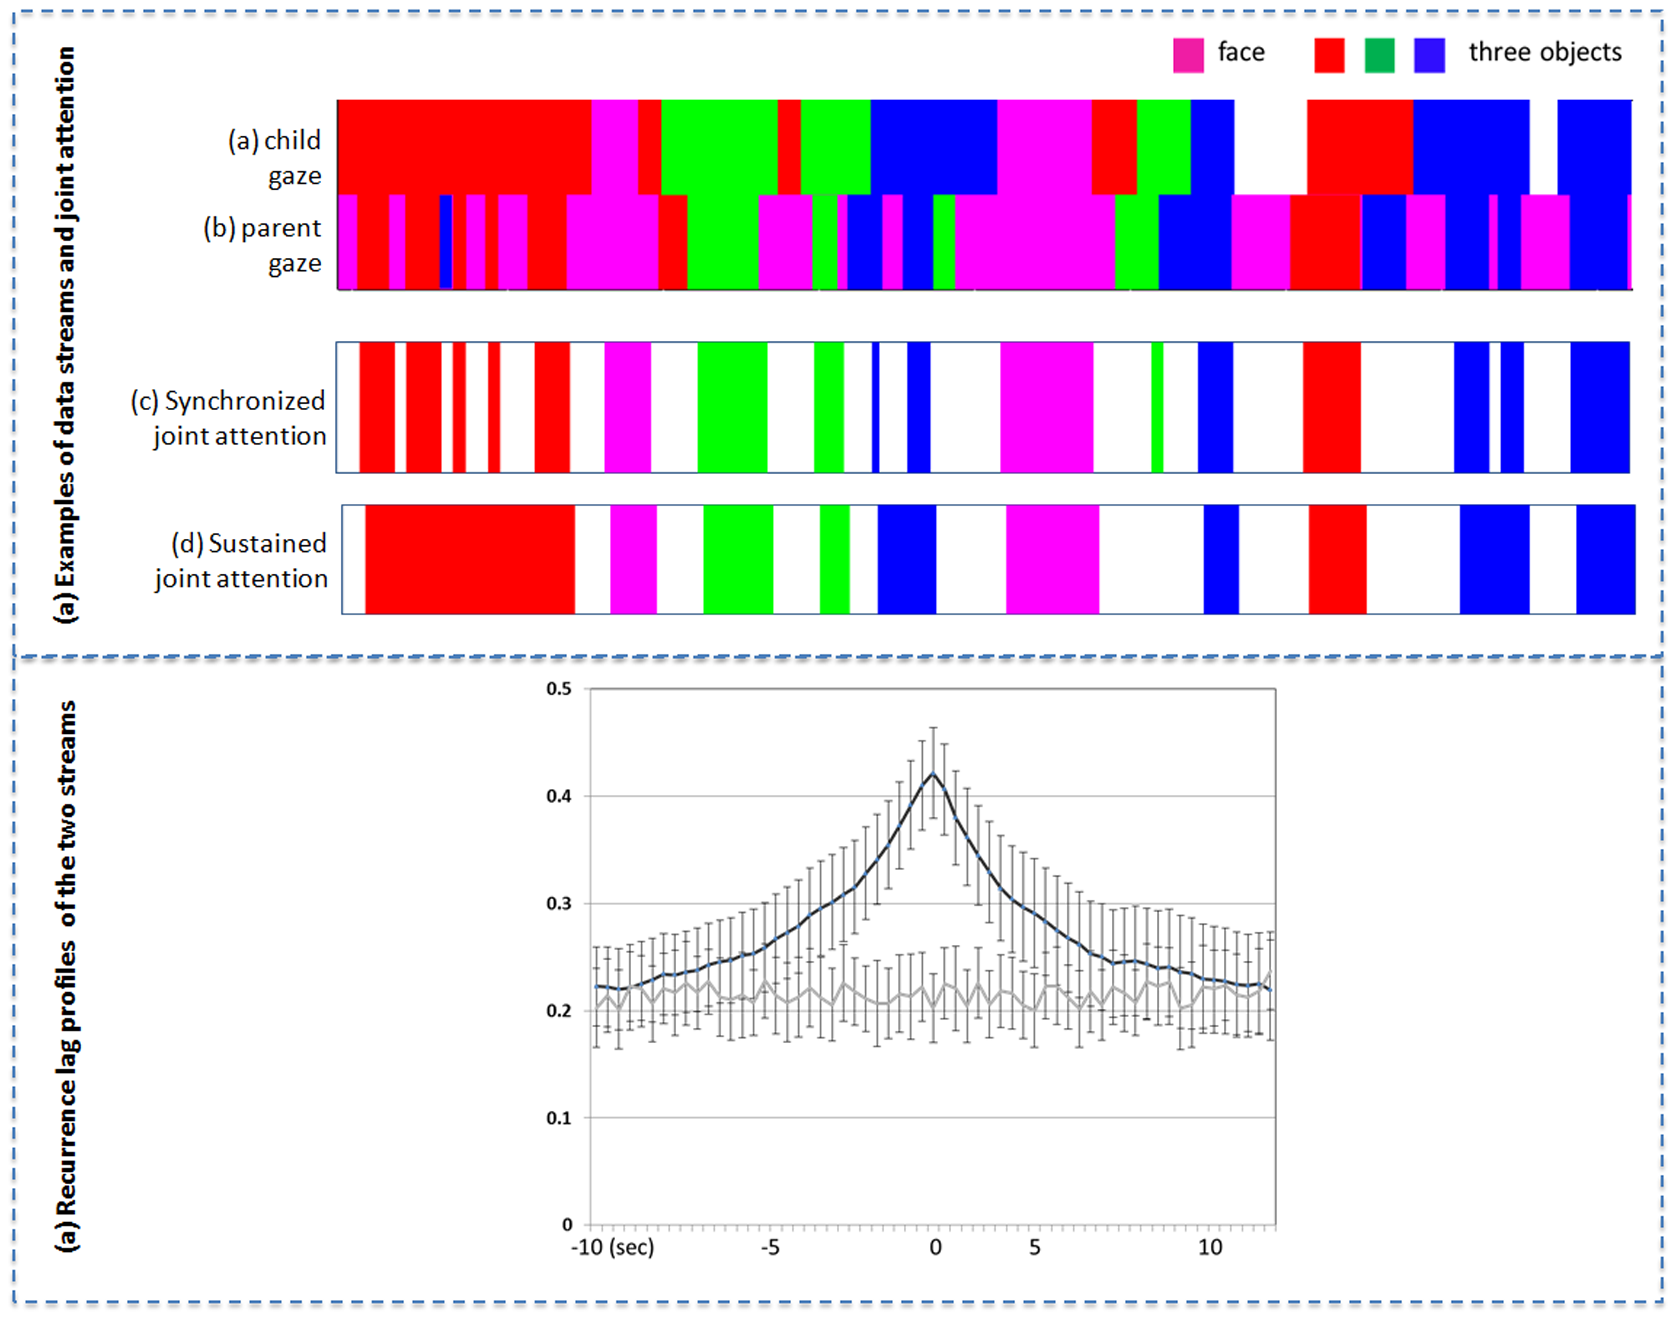 (a) Examples of data streams and joint attention
face
three objects
(a) child
gaze
(b) parent
gaze
(c) Synchronized
joint attention
(d) Sustained
joint attention
(a) Recurrence lag profiles of the two streams
0.5
0.4
0.3
0.2
0.1
0
-10 (sec)
-5
0
5
10